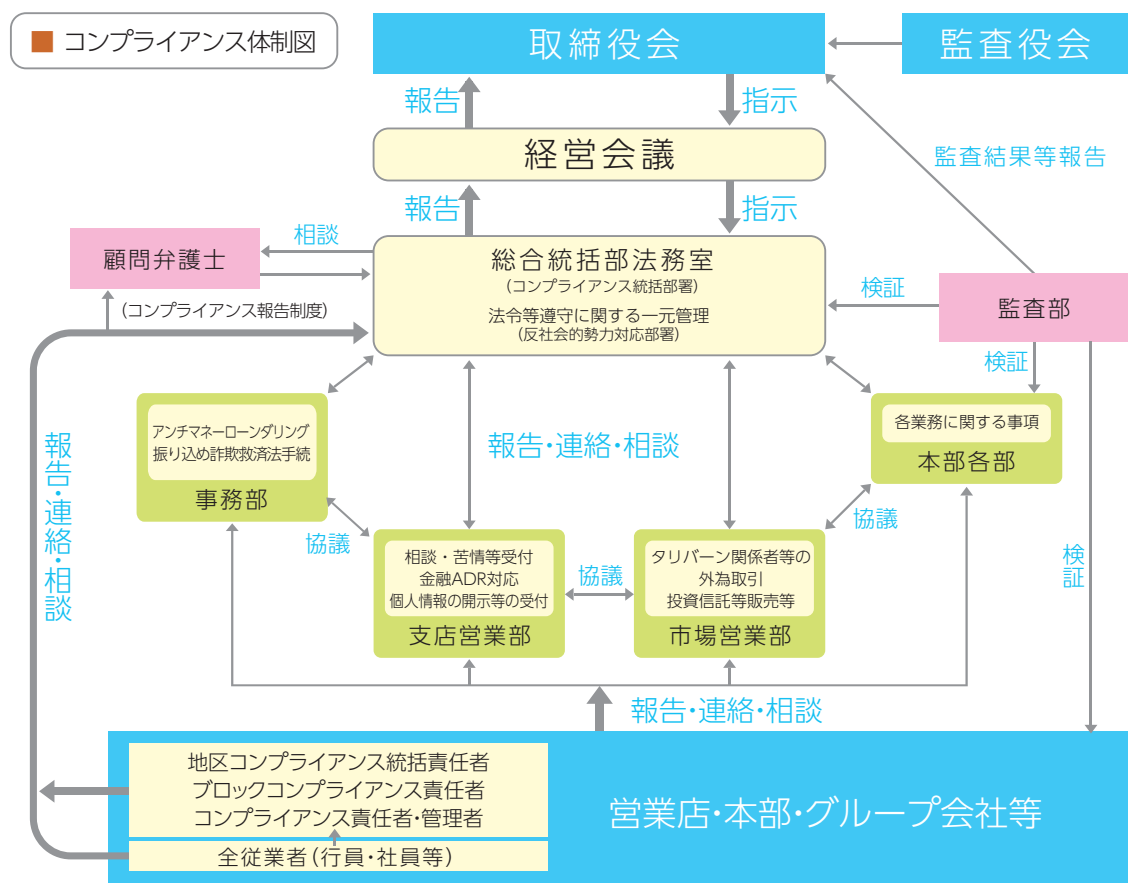 ■ コンプライアンス体制図
取締役会
監査役会
報告
指示
経営会議
監査結果等報告
報告
指示
相談
顧問弁護士
総合統括部法務室
(コンプライアンス統括部署)
法令等遵守に関する一元管理
(反社会的勢力対応部署)
検証
監査部
(コンプライアンス報告制度)
検証
アンチマネーローンダリング
振り込め詐欺救済法手続
事務部
報告・連絡・相談
各業務に関する事項
本部各部
報告・連絡・相談
協議
協議
検証
相談・苦情等受付
金融ADR対応
個人情報の開示等の受付
支店営業部
協議
タリバーン関係者等の
外為取引
投資信託等販売等
市場営業部
報告・連絡・相談
地区コンプライアンス統括責任者
ブロックコンプライアンス責任者
コンプライアンス責任者・管理者
全従業者(行員・社員等)
営業店・本部・グループ会社等